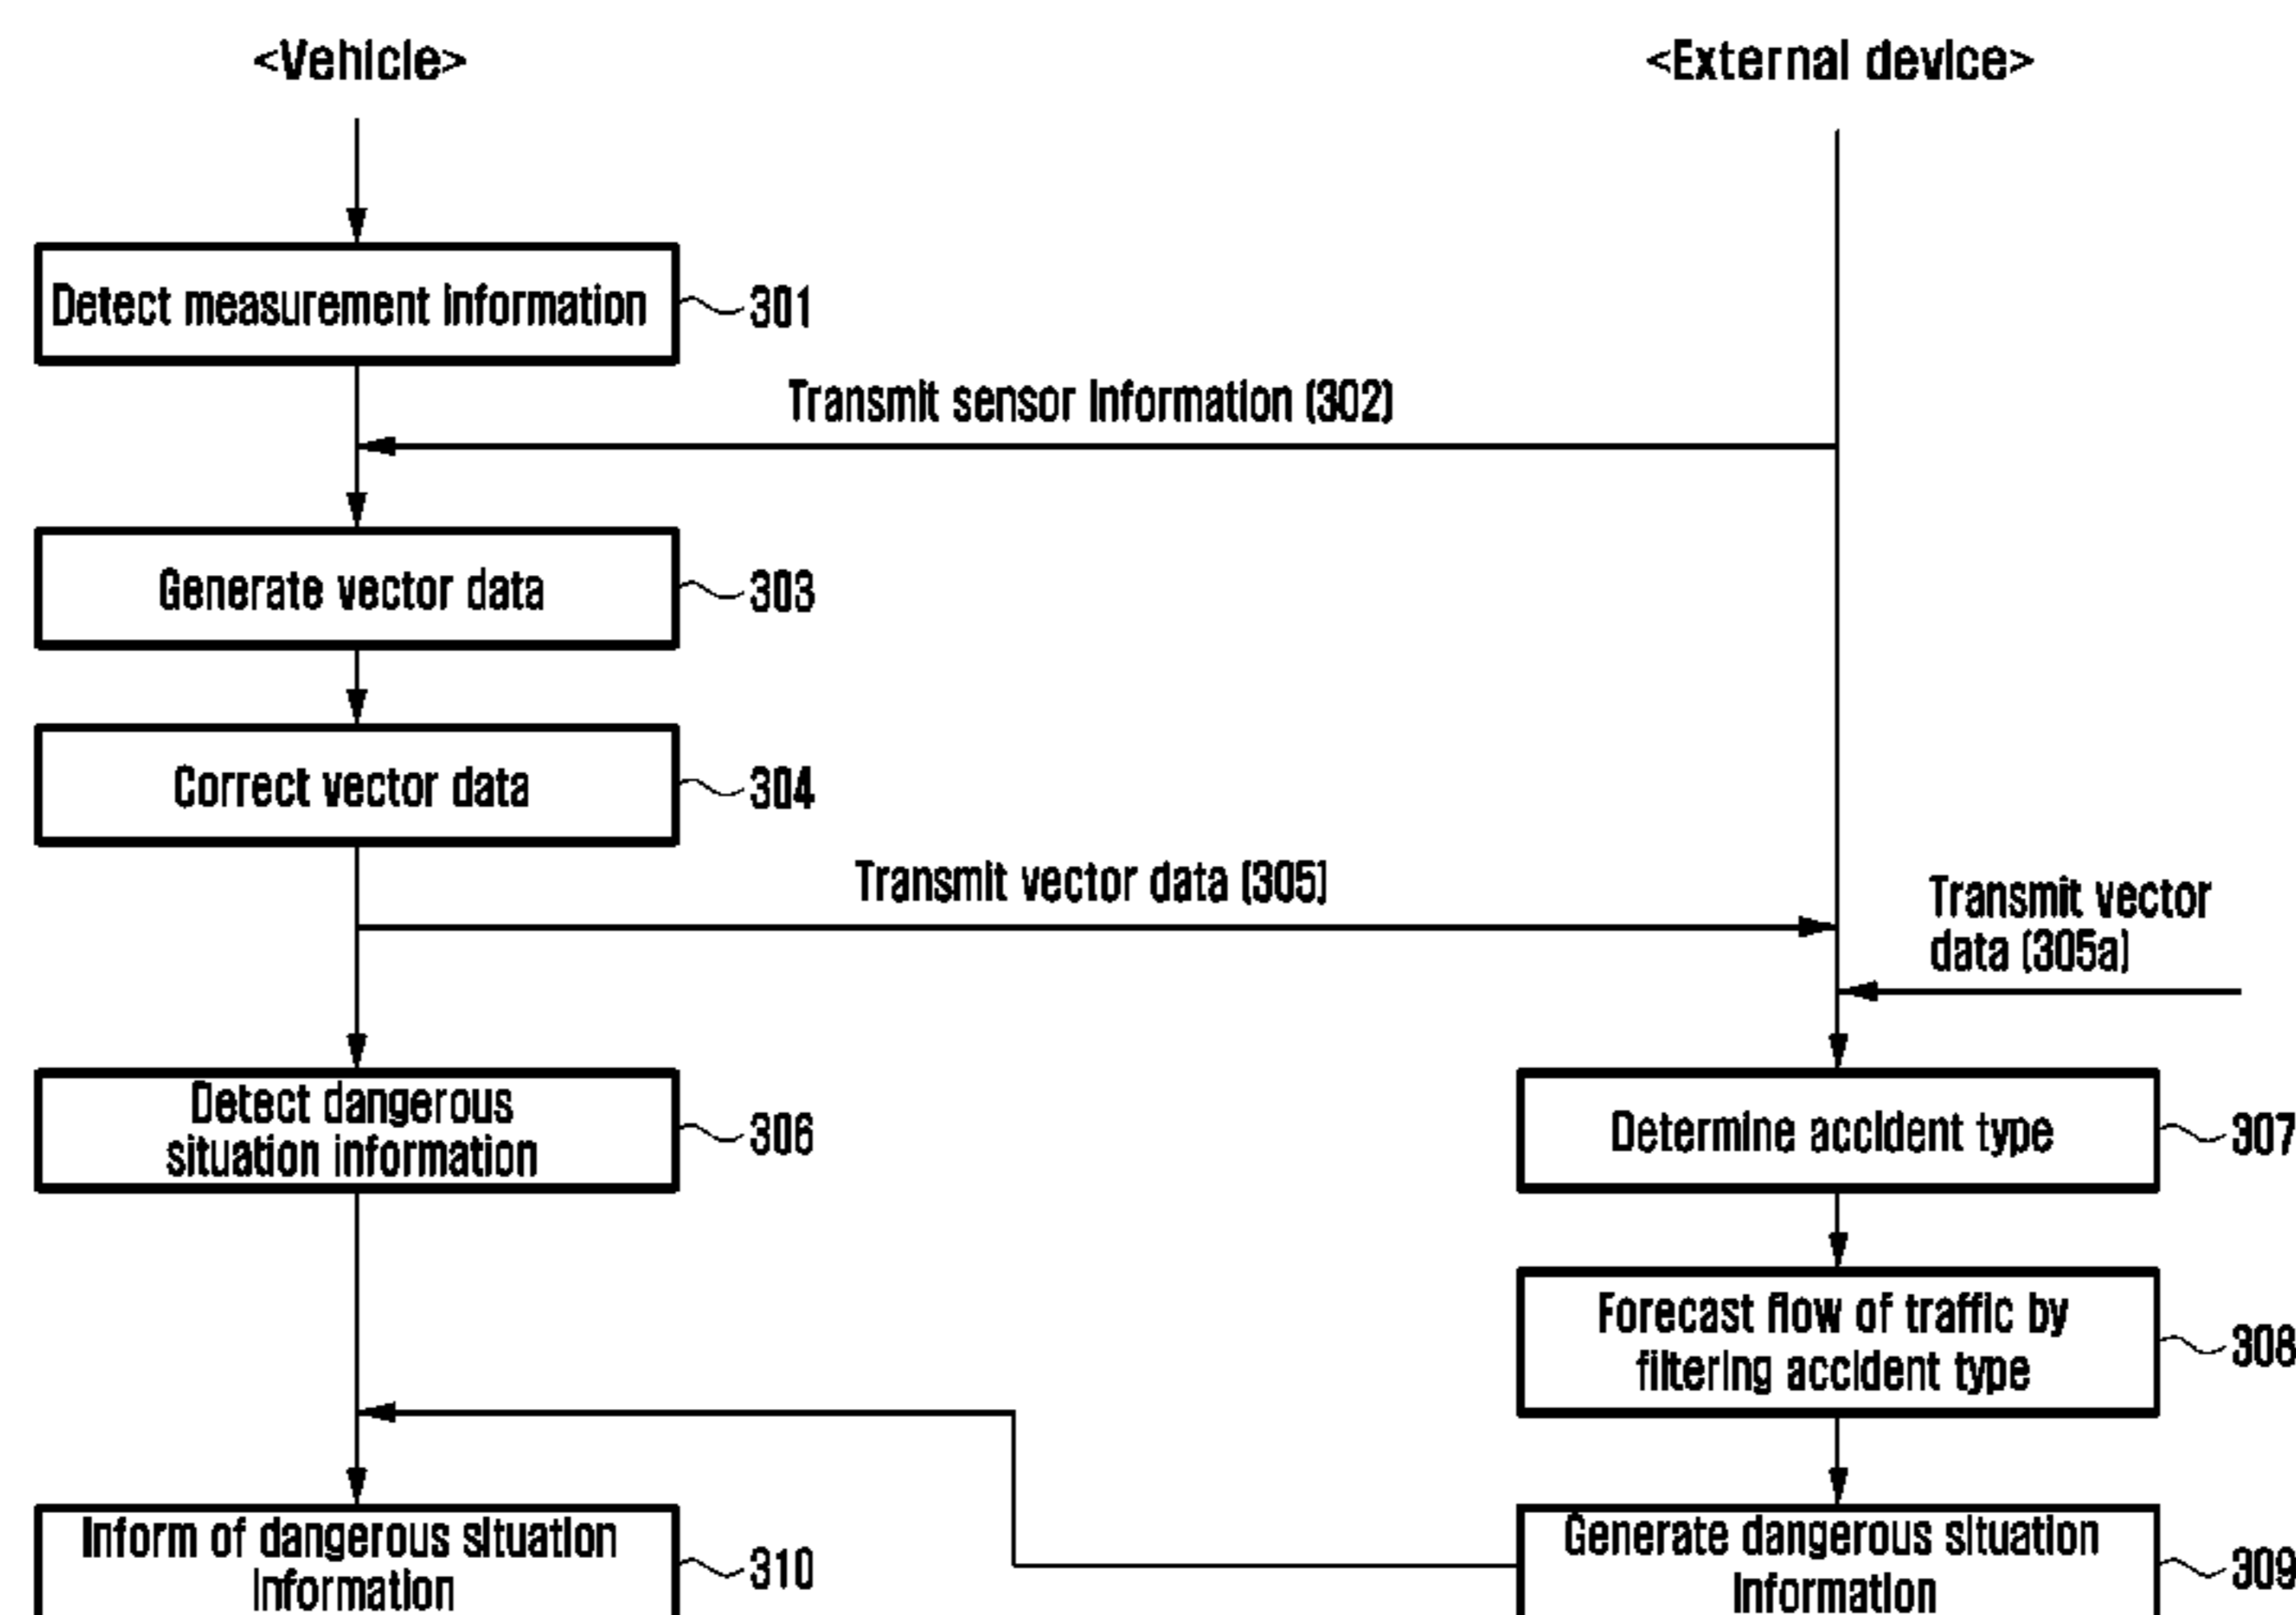 <Vehicle>
<External device>
Detect measurement information
301
Transmit sensor information (302)
Generate vector data
303
Correct vector data
304
Transmit vector data (305)
Transmit vector
data (305a)
Detect dangerous
situation information
306
Determine accident type
307
Forecast flow of traffic by
filtering accident type
308
Inform of dangerous situation
information
310
Generate dangerous situation
information
309